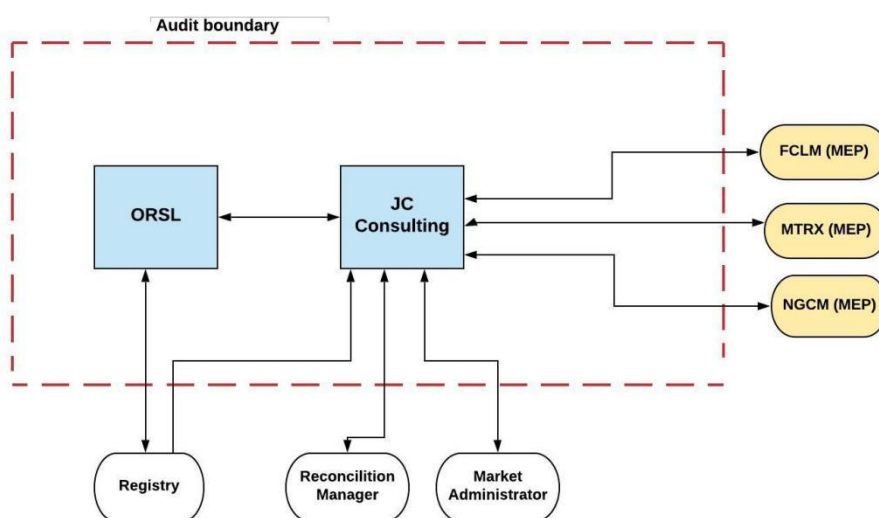 Audit boundary
FCLM (MEP)
ORSL
JC
Consulting
MTRX (MEP)
NGCM (MEP)
Registry
Reconcilition
Manager
Market
Administrator